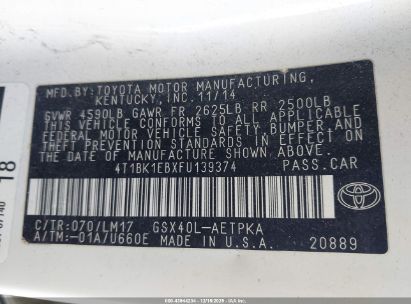 MFD.BY:TOYOTA MOTOR MANUFACTURING,
KENTUCKY, INC. 11/14
GVWR 4590LB GAWR FR 2625LB RR 2500LB
THIS VEHICLE CONFORMS TO ALL APPLICABLE
FEDERAL MOTOR VEHICLE SAFETY, BUMPER AND
THEFT PREVENTION STANDARDS IN EFFECT ON
THE DATE OF MANUFACTURE SHOWN ABOVE.
4T1BK1EBXFU139374 PASS.CAR
C/TR:070/LM17 GSX40L-AETPKA
A/TM:-01A/U660E MADE IN U.S.A. 20889
TOYOTA
18